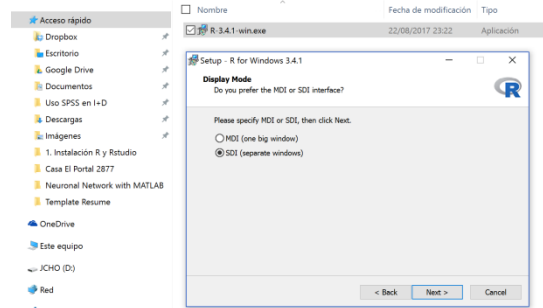 Acceso rápido
Dropbox
Escritorio
Google Drive
Documentos
Uso SPSS en I+D
Descargas
Imágenes
1. Instalación R y Rstudio
Casa El Portal 2877
Neuronal Network with MATLAB
Template Resume
OneDrive
Este equipo
JCHO (D:)
Red
Nombre Fecha de modificación Tipo
R-3.4.1-win.exe 22/08/2017 23:22 Aplicación
Setup - R for Windows 3.4.1
Display Mode
Do you prefer the MDI or SDI interface?
R
Please specify MDI or SDI, then click Next.
MDI (one big window)
SDI (separate windows)
< Back Next > Cancel